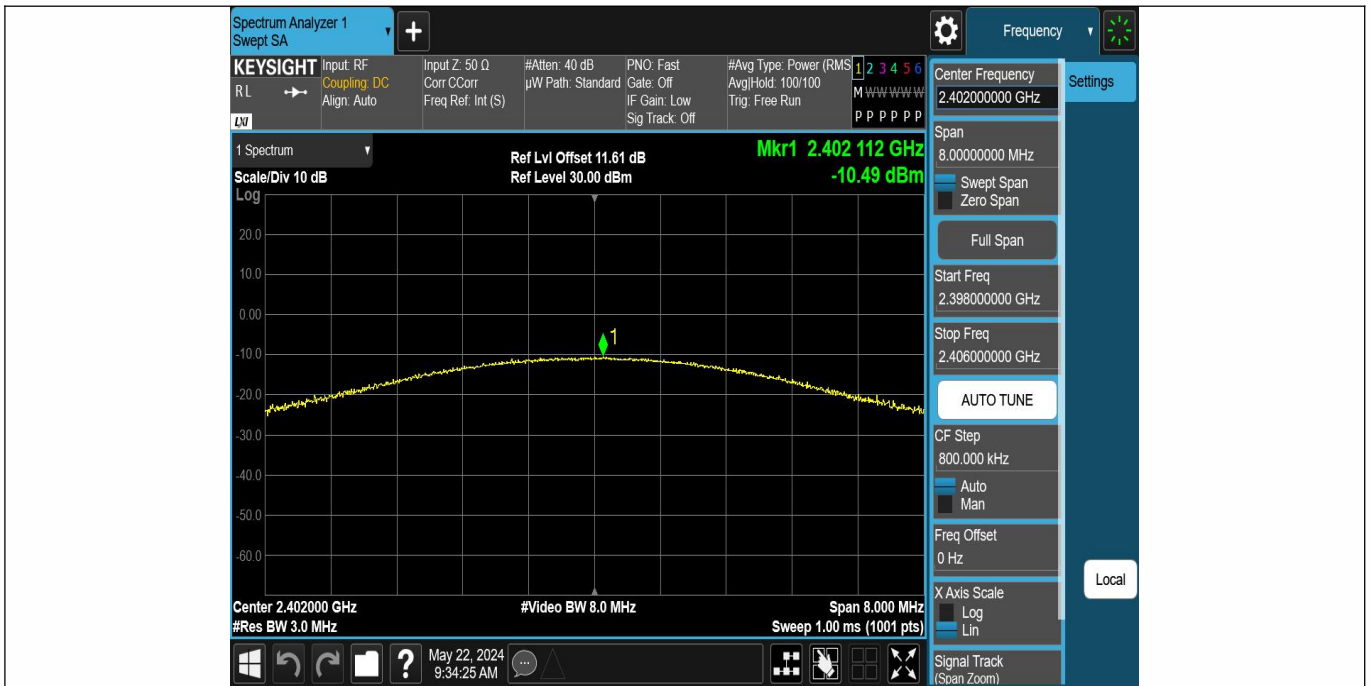 Spectrum Analyzer 1
Swept SA
+
Frequency
KEYSIGHT
RL
LXI
Input: RF
Coupling: DC
Align: Auto
Input Z: 50 Ω
Corr CCorr
Freq Ref: Int (S)
#Atten: 40 dB
µW Path: Standard
PNO: Fast
Gate: Off
IF Gain: Low
Sig Track: Off
#Avg Type: Power (RMS
Avg|Hold: 100/100
Trig: Free Run
1 2 3 4 5 6
M W W W W W
P P P P P P
1 Spectrum
Scale/Div 10 dB
Ref Lvl Offset 11.61 dB
Ref Level 30.00 dBm
Mkr1 2.402 112 GHz
-10.49 dBm
Log
20.0
10.0
0.00
-10.0
-20.0
-30.0
-40.0
-50.0
-60.0
1
Center 2.402000 GHz
#Res BW 3.0 MHz
#Video BW 8.0 MHz
Span 8.000 MHz
Sweep 1.00 ms (1001 pts)
Center Frequency
2.402000000 GHz
Settings
Span
8.00000000 MHz
Swept Span
Zero Span
Full Span
Start Freq
2.398000000 GHz
Stop Freq
2.406000000 GHz
AUTO TUNE
CF Step
800.000 kHz
Auto
Man
Freq Offset
0 Hz
X Axis Scale
Log
Lin
Local
Signal Track
(Span Zoom)
?
May 22, 2024
9:34:25 AM